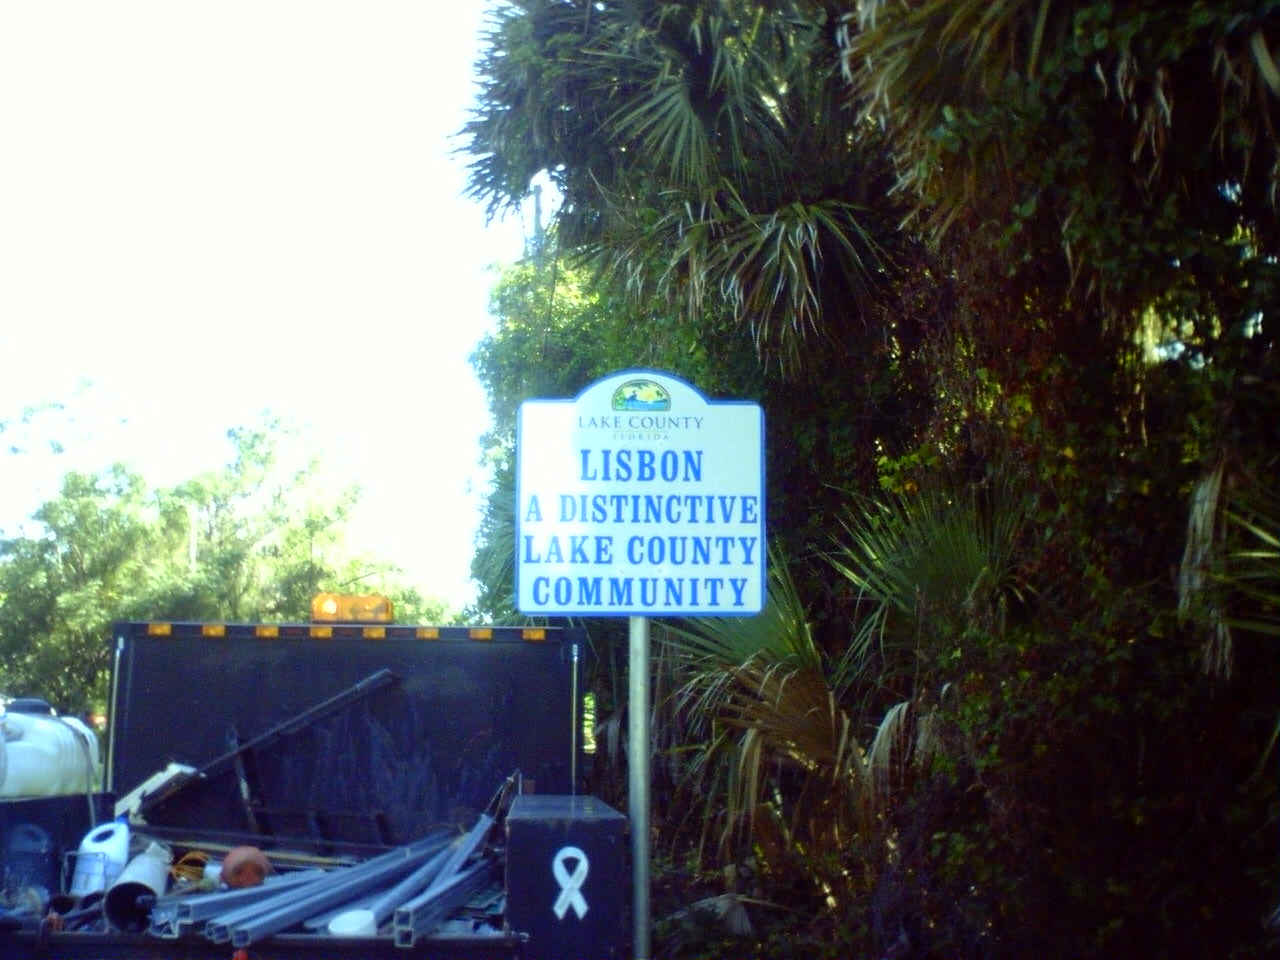 LAKE COUNTY
FLORIDA
LISBON
A DISTINCTIVE
LAKE COUNTY
COMMUNITY